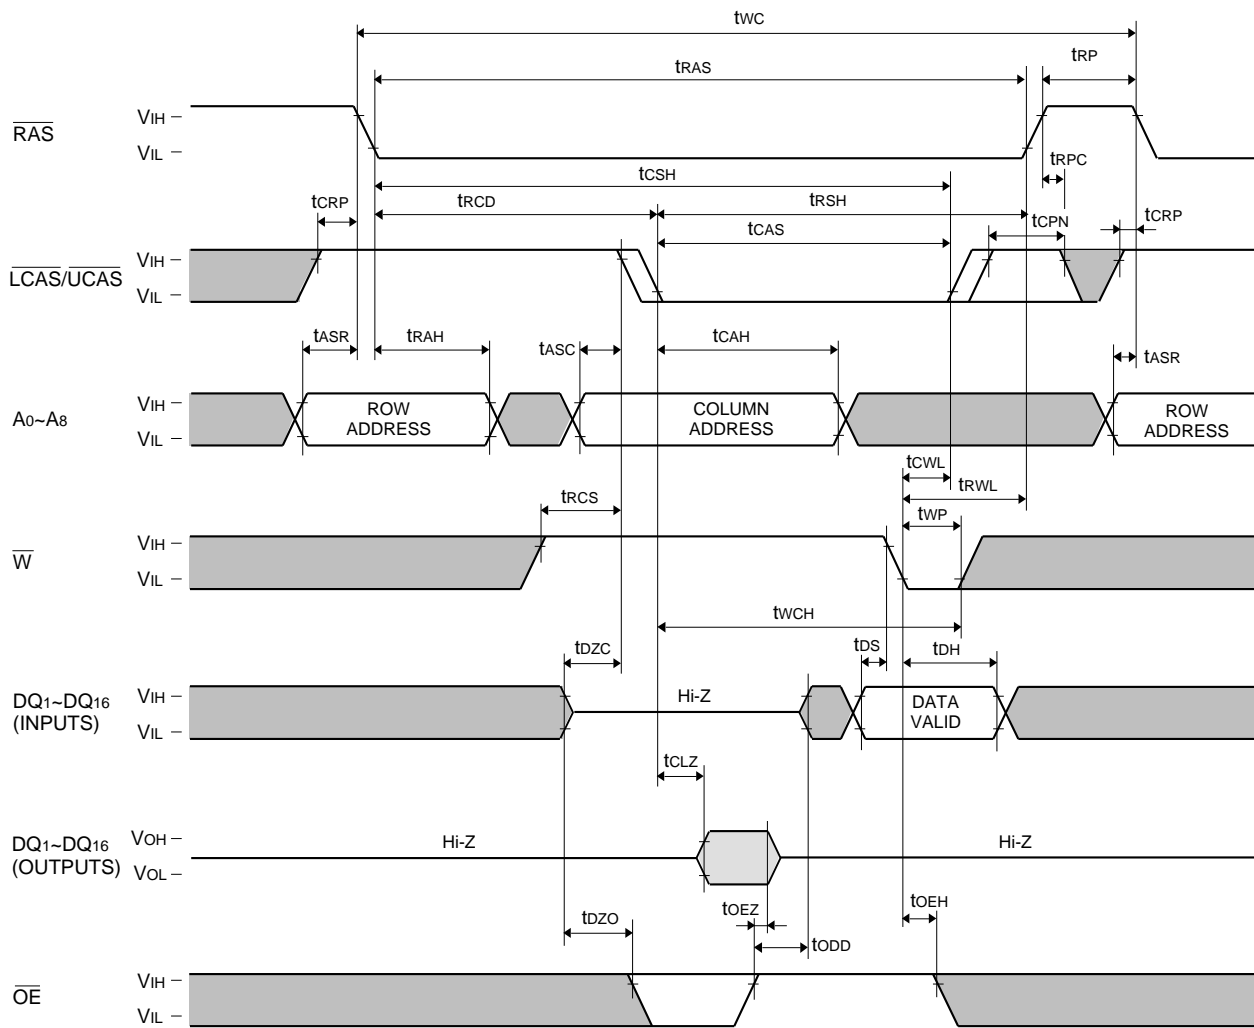 tWC
tRAS
tRP
RAS
VIH
VIL
tRPC
tCSH
tCRP
tRCD
tRSH
tCPN
tCRP
tCAS
LCAS/UCAS
VIH
VIL
tASR
tRAH
tASC
tCAH
tASR
A0~A8
VIH
VIL
ROW
ADDRESS
COLUMN
ADDRESS
ROW
ADDRESS
tCWL
tRWL
tRCS
tWP
W
VIH
VIL
tWCH
tDZC
tDS
tDH
DQ1~DQ16
(INPUTS)
VIH
VIL
Hi-Z
DATA
VALID
tCLZ
DQ1~DQ16
(OUTPUTS)
VOH
VOL
Hi-Z
Hi-Z
tDZO
tOEZ
tODD
tOEH
OE
VIH
VIL